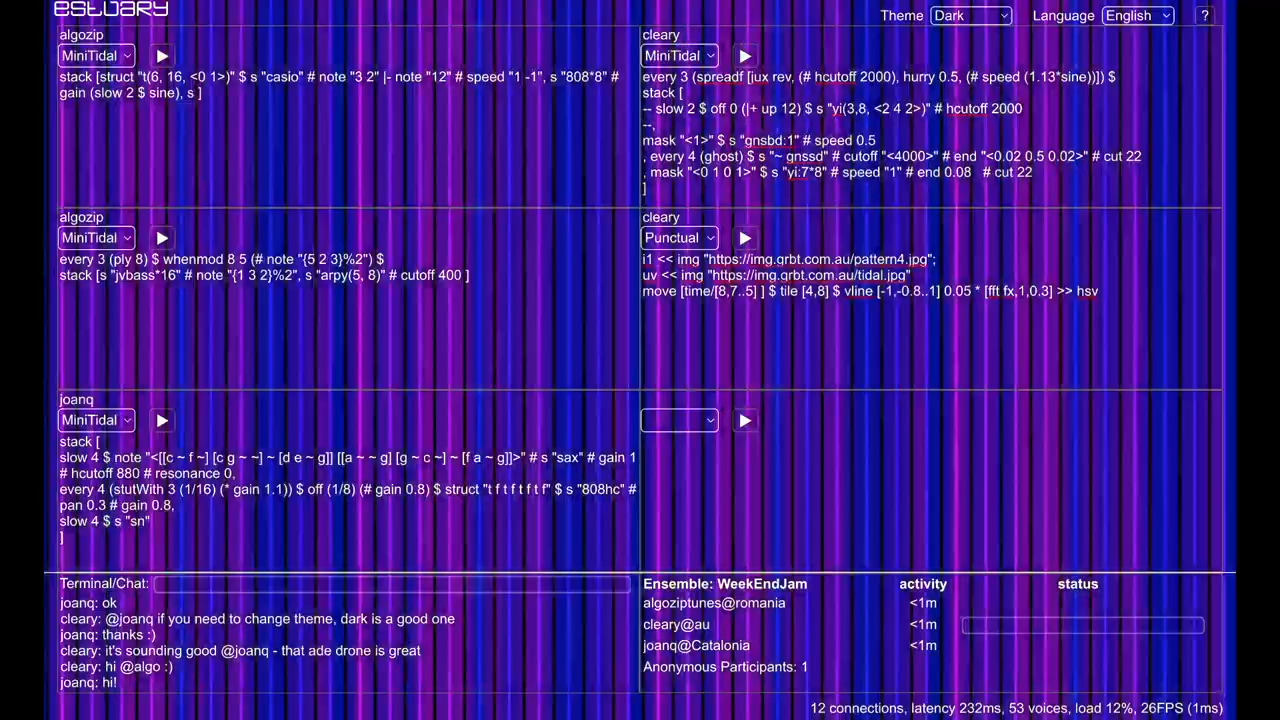 estuary
Theme Dark Language English ?
algozip
MiniTidal
stack [struct "t(6, 16, <0 1>)" $ s "casio" # note "3 2" |- note "12" # speed "1 -1", s "808*8" #
gain (slow 2 $ sine), s ]
cleary
MiniTidal
every 3 (spreadf [jux rev, (# hcutoff 2000), hurry 0.5, (# speed (1.13*sine))]) $
stack [
-- slow 2 $ off 0 (|+ up 12) $ s "yi(3,8, <2 4 2>)" # hcutoff 2000
--,
mask "<1>" $ s "gnsbd:1" # speed 0.5
, every 4 (ghost) $ s "~ gnssd" # cutoff "<4000>" # end "<0.02 0.5 0.02>" # cut 22
, mask "<0 1 0 1>" $ s "yi:7*8" # speed "1" # end 0.08   # cut 22
]
algozip
MiniTidal
every 3 (ply 8) $ whenmod 8 5 (# note "{5 2 3}%2") $
stack [s "jvbass*16" # note "{1 3 2}%2", s "arpy(5, 8)" # cutoff 400 ]
cleary
Punctual
i1 << img "https://img.grbt.com.au/pattern4.jpg";
uv << img "https://img.grbt.com.au/tidal.jpg"
move [time/[8,7..5] ] $ tile [4,8] $ vline [-1,-0.8..1] 0.05 * [fft fx,1,0.3] >> hsv
joanq
MiniTidal
stack [
slow 4 $ note "<[[c ~ f ~] [c g ~ ~] ~ [d e ~ g]] [[a ~ ~ g] [g ~ c ~] ~ [f a ~ g]]>" # s "sax" # gain 1
# hcutoff 880 # resonance 0,
every 4 (stutWith 3 (1/16) (* gain 1.1)) $ off (1/8) (# gain 0.8) $ struct "t f t f t f t f" $ s "808hc" #
pan 0.3 # gain 0.8,
slow 4 $ s "sn"
]
Terminal/Chat:
joanq: ok
cleary: @joanq if you need to change theme, dark is a good one
joanq: thanks :)
cleary: it's sounding good @joanq - that ade drone is great
cleary: hi @algo :)
joanq: hi!
Ensemble: WeekEndJam activity status
algoziptunes@romania <1m
cleary@au <1m
joanq@Catalonia <1m
Anonymous Participants: 1
12 connections, latency 232ms, 53 voices, load 12%, 26FPS (1ms)